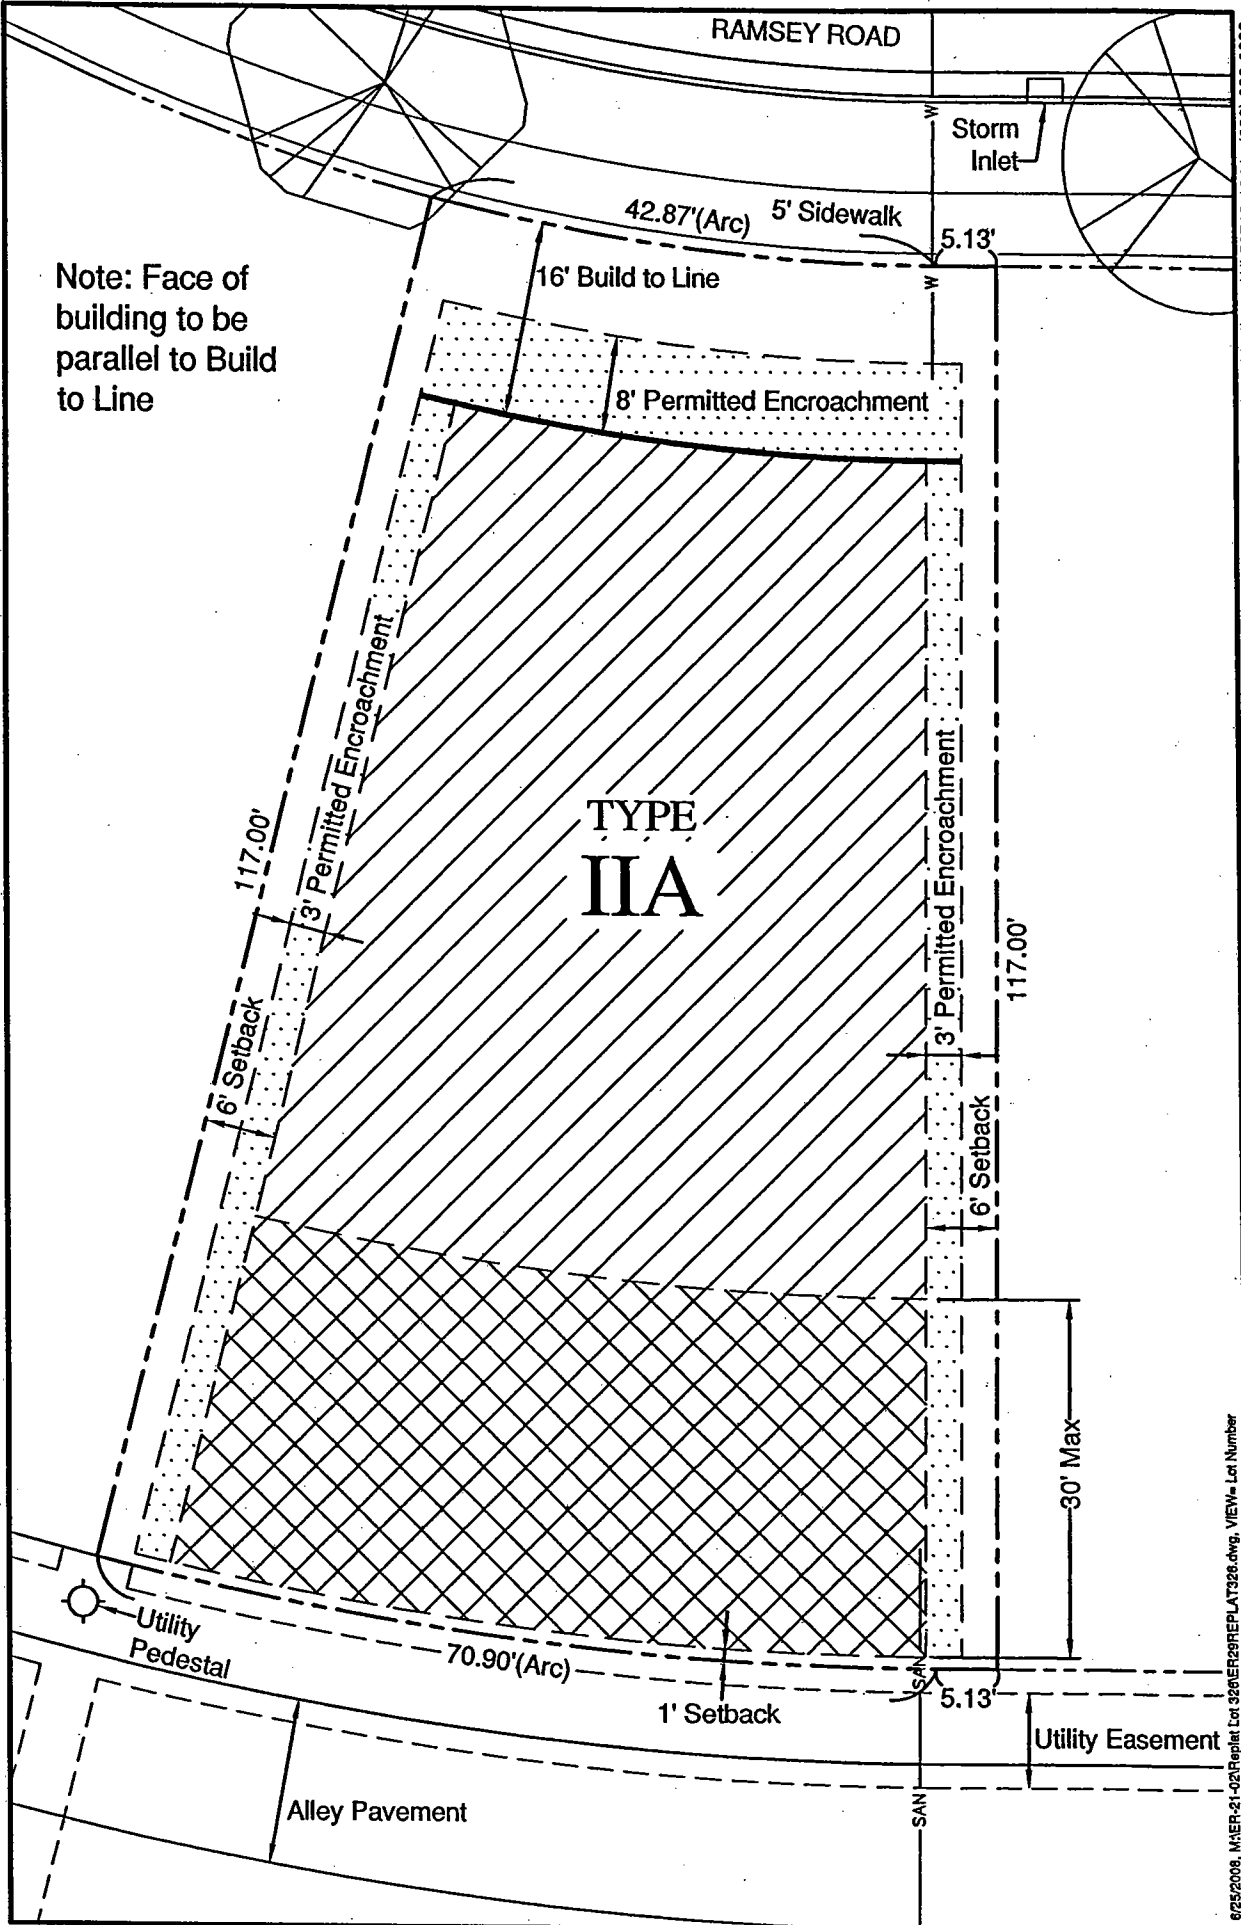 RAMSEY ROAD
W
Storm
Inlet
42.87'(Arc)
5' Sidewalk
5.13'
W
Note: Face of
building to be
parallel to Build
to Line
16' Build to Line
8' Permitted Encroachment
3' Permitted Encroachment
117.00'
TYPE
IIA
3' Permitted Encroachment
117.00'
6' Setback
6' Setback
30' Max
Utility
Pedestal
70.90'(Arc)
SAN
5.13'
1' Setback
Utility Easement
Alley Pavement
SAN
6/25/2008, M:\ER-21-02\Replat Lot 326\ER29REPLAT326.dwg, VIEW= Lot Number